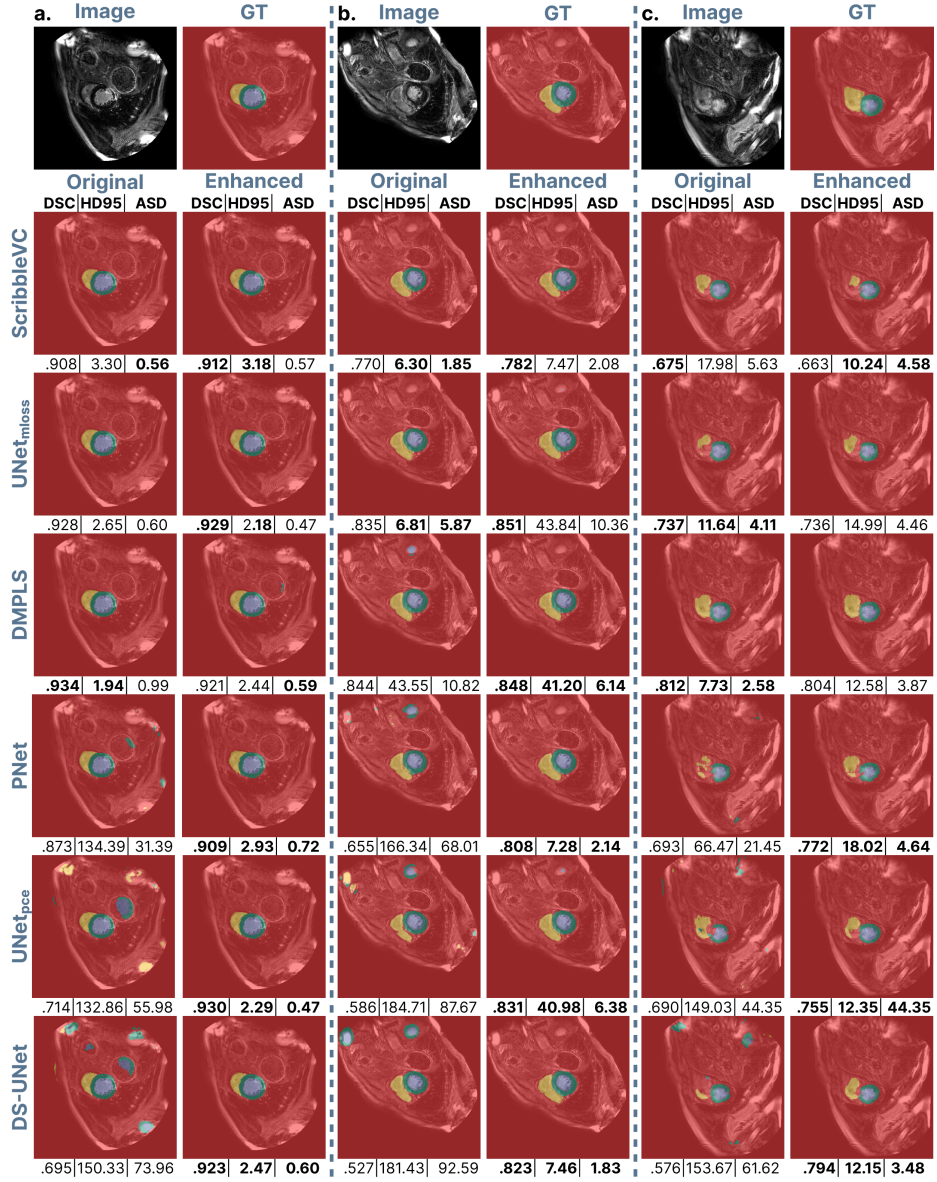 a. Image GT b. Image GT c. Image GT
Original Enhanced Original Enhanced Original Enhanced
DSC|HD95| ASD DSC|HD95| ASD DSC|HD95| ASD DSC|HD95| ASD DSC|HD95| ASD DSC|HD95| ASD
ScribbleVC
.908 | 3.30 | 0.56 .912 | 3.18 | 0.57 .770 | 6.30 | 1.85 .782 | 7.47 | 2.08 .675 | 17.98 | 5.63 .663 | 10.24 | 4.58
UNetmloss
.928 | 2.65 | 0.60 .929 | 2.18 | 0.47 .835 | 6.81 | 5.87 .851 | 43.84 | 10.36 .737 | 11.64 | 4.11 .736 | 14.99 | 4.46
DMPLS
.934 | 1.94 | 0.99 .921 | 2.44 | 0.59 .844 | 43.55 | 10.82 .848 | 41.20 | 6.14 .812 | 7.73 | 2.58 .804 | 12.58 | 3.87
PNet
.873 | 134.39 | 31.39 .909 | 2.93 | 0.72 .655 | 166.34 | 68.01 .808 | 7.28 | 2.14 .693 | 66.47 | 21.45 .772 | 18.02 | 4.64
UNetpce
.714 | 132.86 | 55.98 .930 | 2.29 | 0.47 .586 | 184.71 | 87.67 .831 | 40.98 | 6.38 .690 | 149.03 | 44.35 .755 | 12.35 | 44.35
DS-UNet
.695 | 150.33 | 73.96 .923 | 2.47 | 0.60 .527 | 181.43 | 92.59 .823 | 7.46 | 1.83 .576 | 153.67 | 61.62 .794 | 12.15 | 3.48